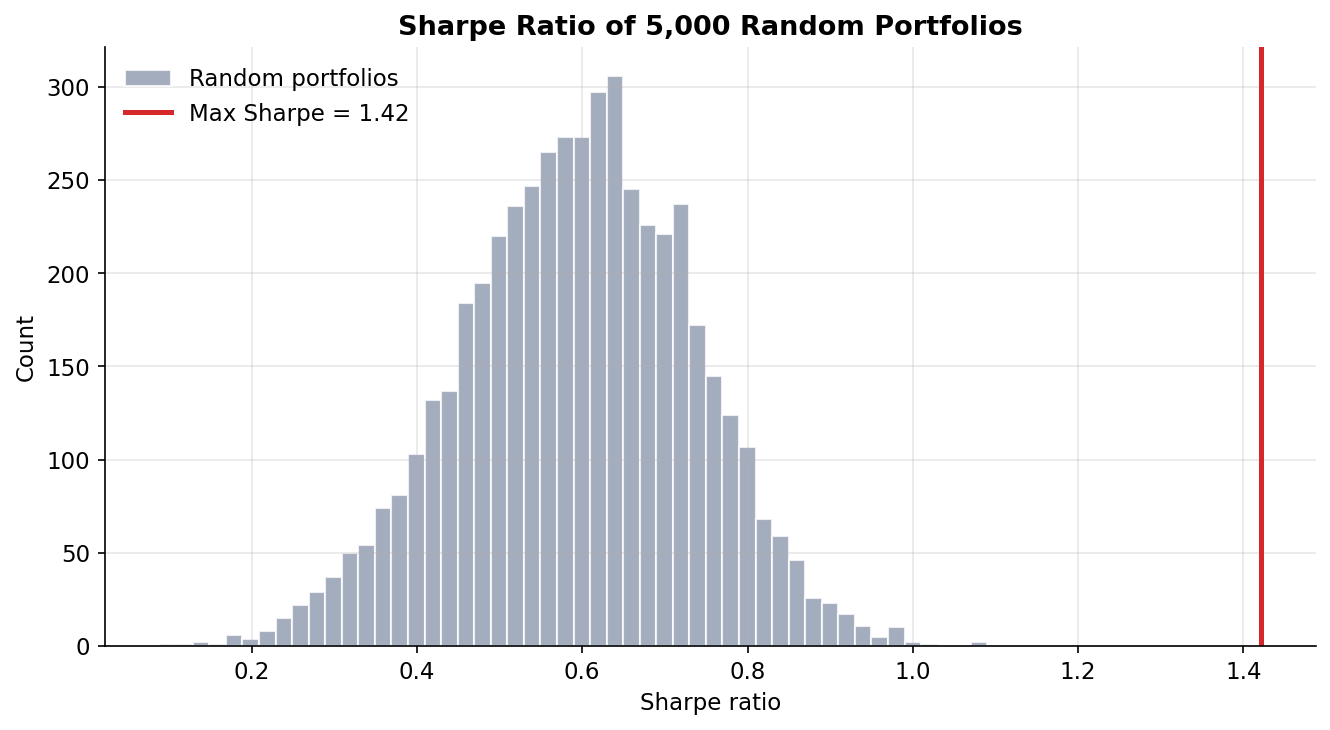 Sharpe Ratio of 5,000 Random Portfolios
Random portfolios
Max Sharpe = 1.42
300
250
200
150
100
50
0
Count
0.2 0.4 0.6 0.8 1.0 1.2 1.4
Sharpe ratio